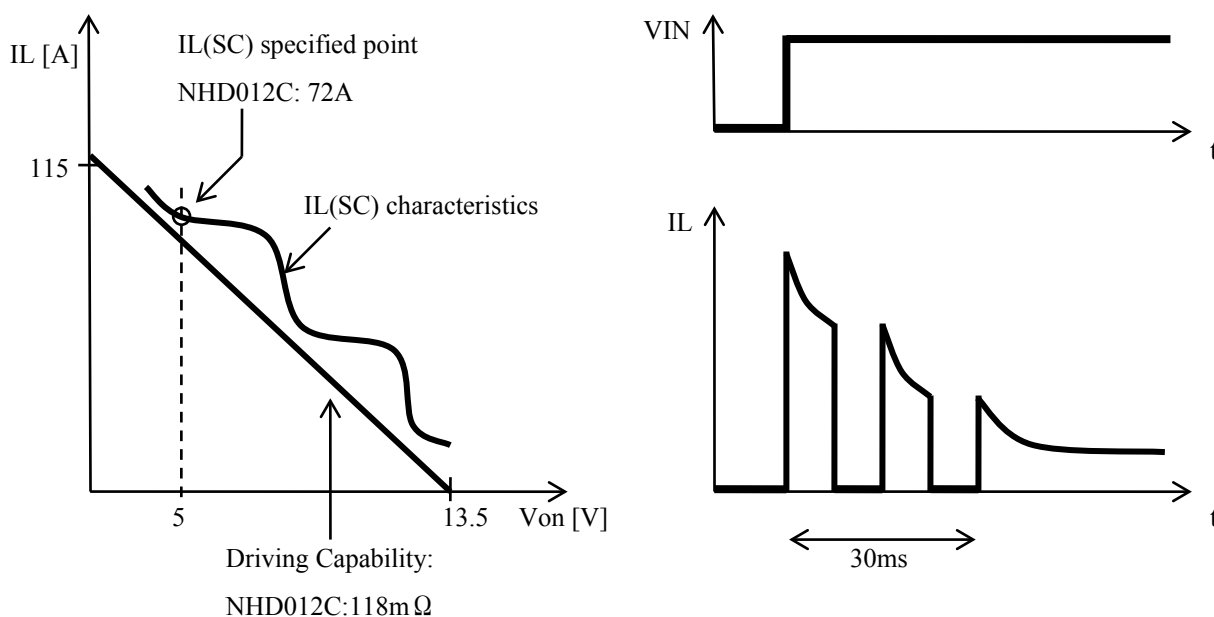 IL [A]
IL(SC) specified point
NHD012C: 72A
115
IL(SC) characteristics
5
13.5
Von [V]
Driving Capability:
NHD012C:118mΩ
VIN
t
IL
t
30ms